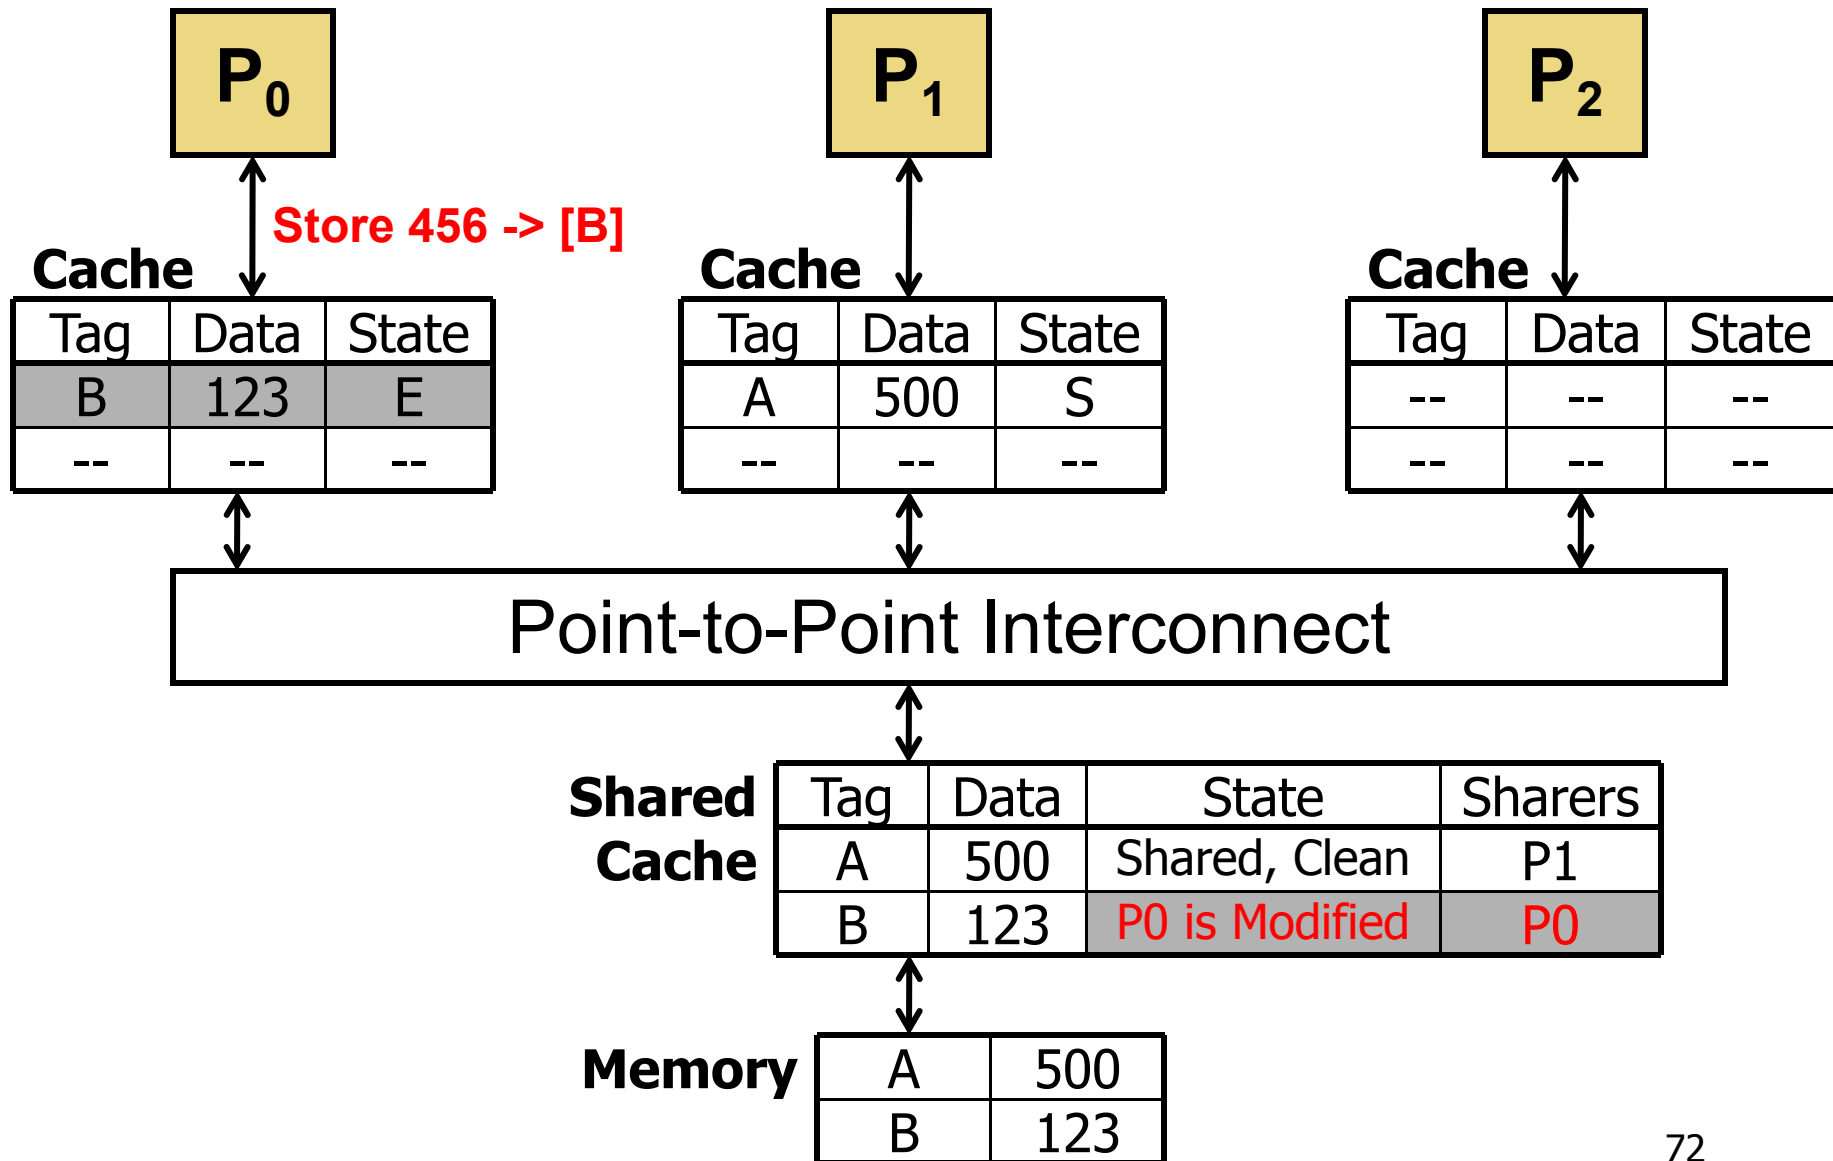 P0 P1 P2
Store 456 -> [B]
Cache Cache Cache
Tag Data State Tag Data State Tag Data State
B 123 E A 500 S -- -- --
-- -- -- -- -- -- -- -- --
Point-to-Point Interconnect
Shared Tag Data State Sharers
Cache A 500 Shared, Clean P1
B 123 P0 is Modified P0
Memory A 500
B 123
72